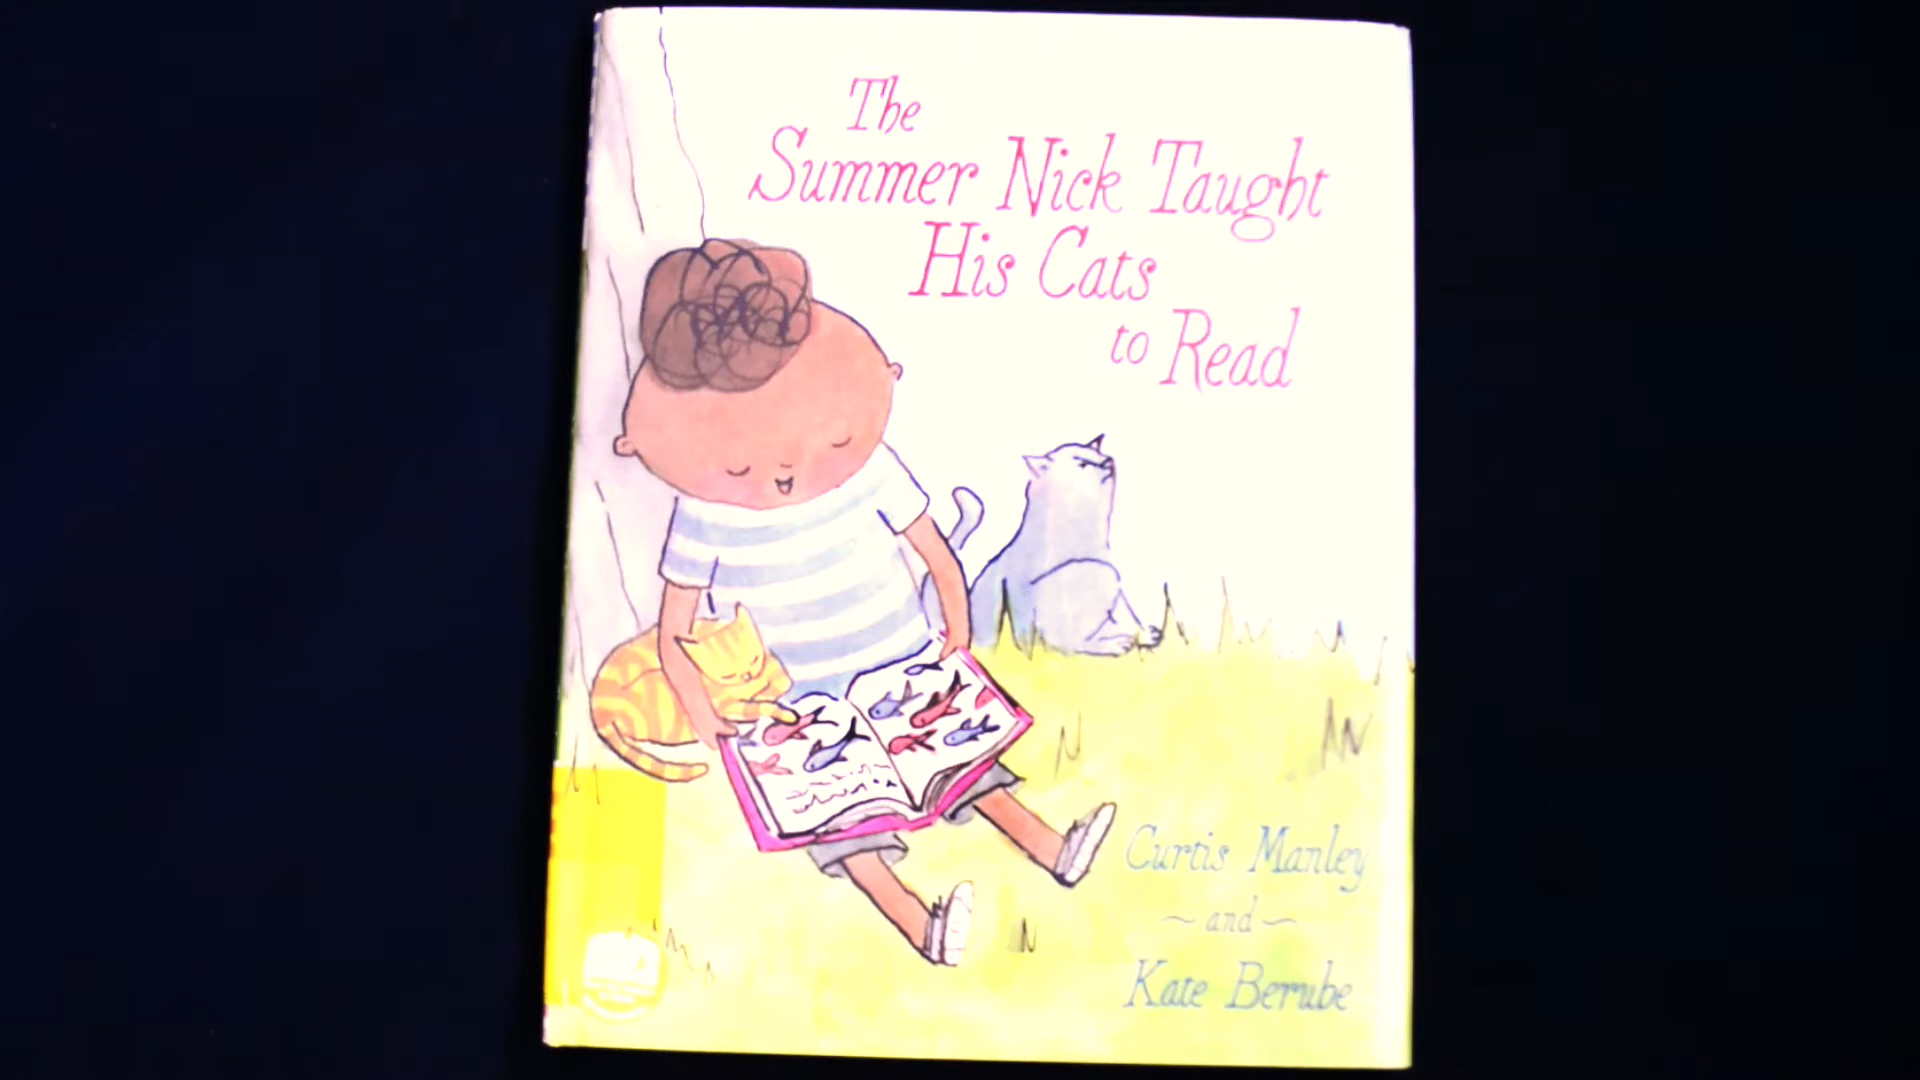 The
Summer Nick Taught
His Cats
to Read
Curtis Manley
~and~
Kate Berube